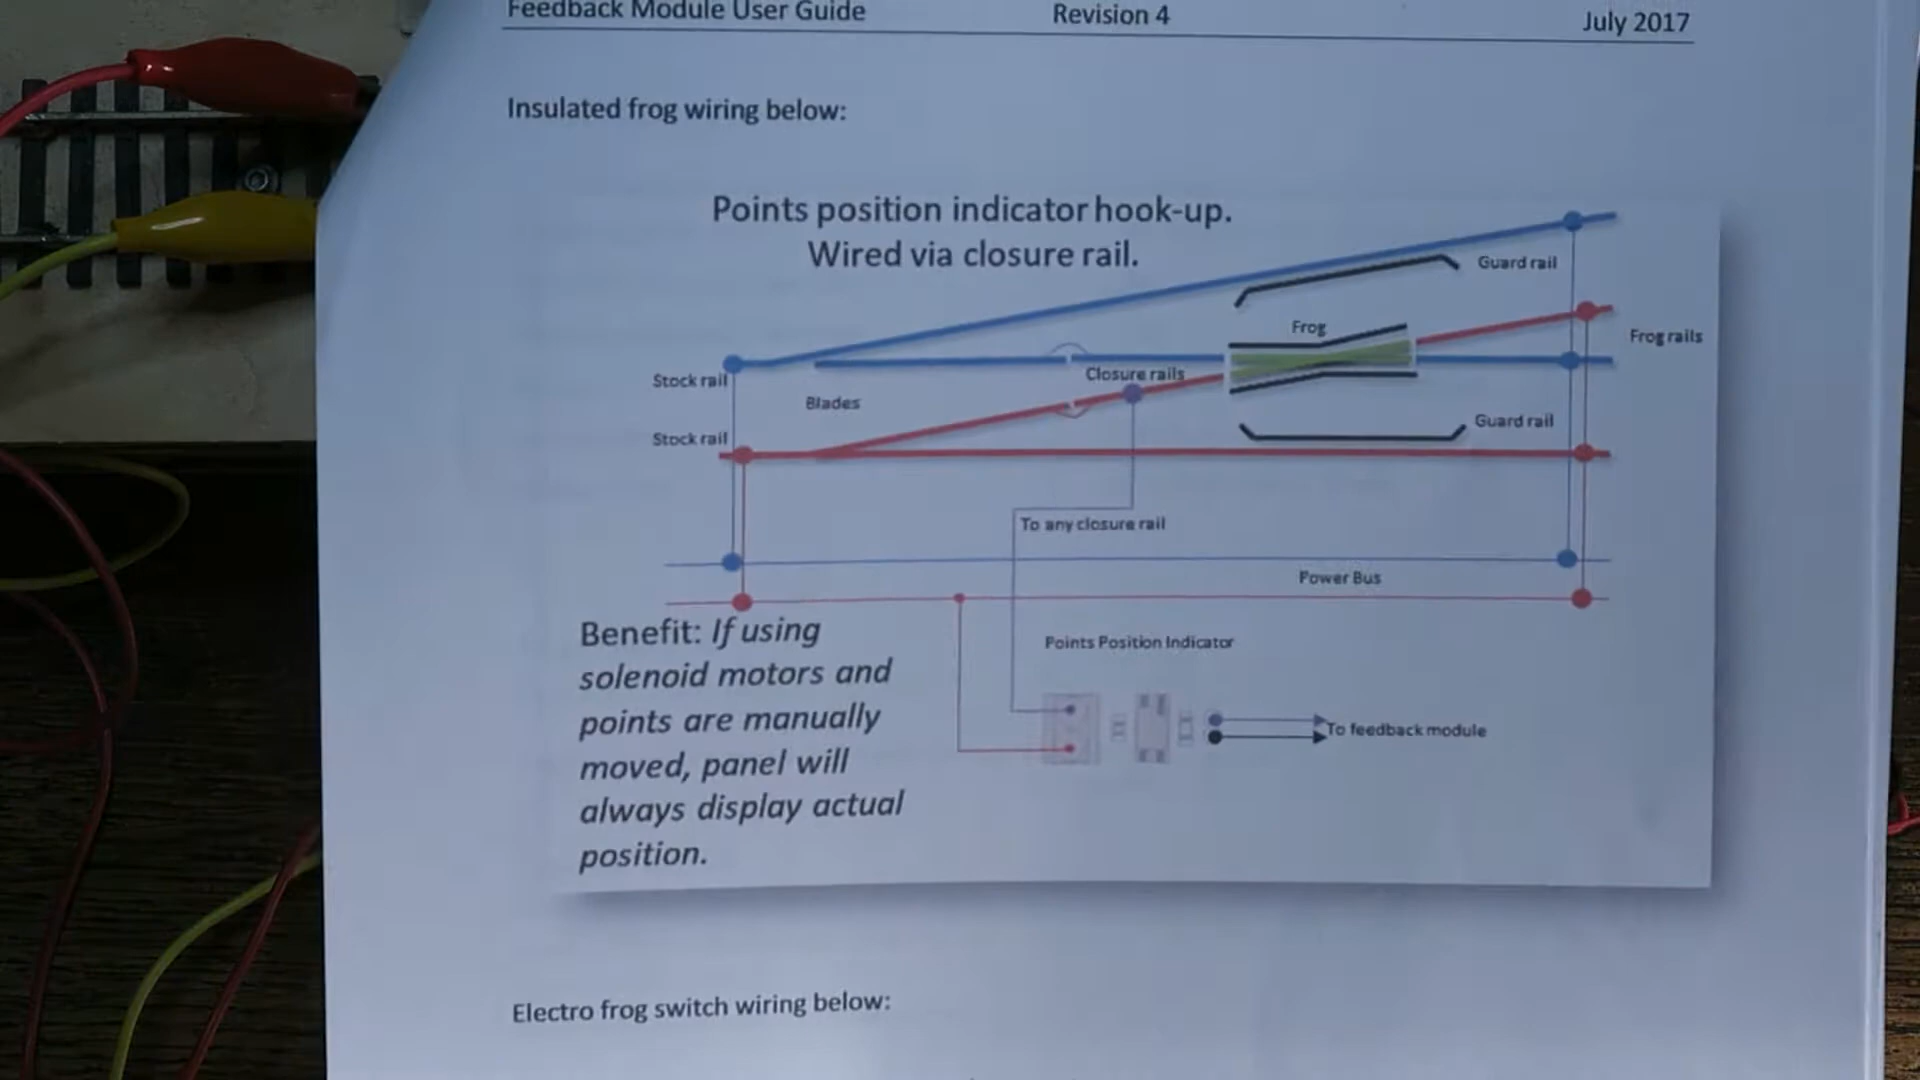 Feedback Module User Guide Revision 4 July 2017
Insulated frog wiring below:
Points position indicator hook-up.
Wired via closure rail.
Guard rail
Frog
Frog rails
Stock rail
Closure rails
Blades
Guard rail
Stock rail
To any closure rail
Power Bus
Benefit: If using
solenoid motors and
points are manually
moved, panel will
always display actual
position.
Points Position Indicator
To feedback module
Electro frog switch wiring below: